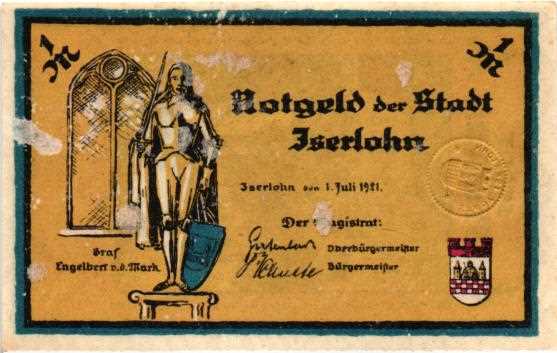 1 M
1 M
Notgeld der Stadt
Iserlohn
Iserlohn den 1. Juli 1921.
Der Magistrat:
Oberbürgermeister
Bürgermeister
Graf
Engelbert v. d. Mark.